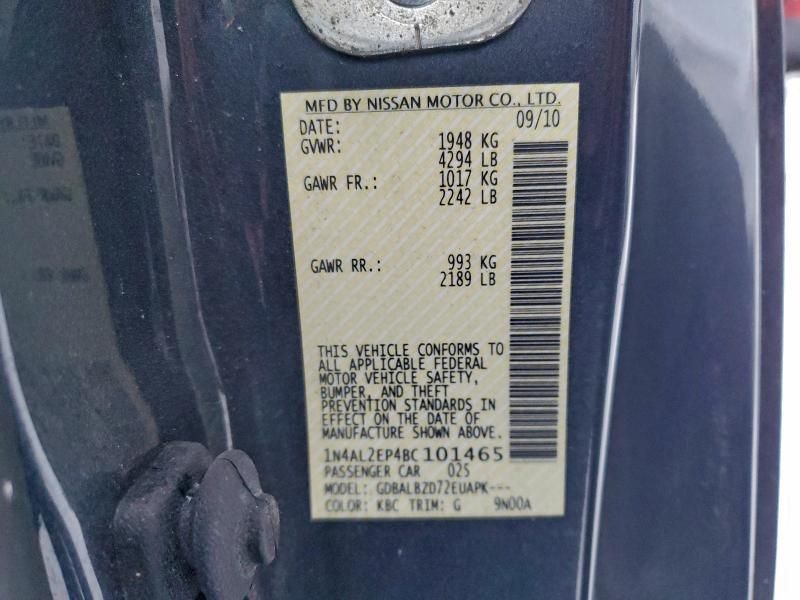 MFD BY NISSAN MOTOR CO., LTD.
DATE: 09/10
GVWR: 1948 KG
4294 LB
GAWR FR.: 1017 KG
2242 LB
GAWR RR.: 993 KG
2189 LB
THIS VEHICLE CONFORMS TO
ALL APPLICABLE FEDERAL
MOTOR VEHICLE SAFETY,
BUMPER, AND THEFT
PREVENTION STANDARDS IN
EFFECT ON THE DATE OF
MANUFACTURE SHOWN ABOVE.
1N4AL2EP4BC101465
PASSENGER CAR 025
MODEL: GDBALBZD72EUAPK---
COLOR: KBC TRIM: G 9N00A